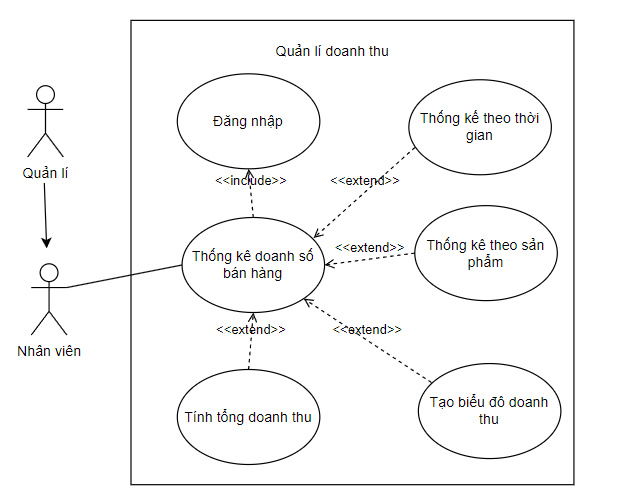 Quản lí doanh thu
Đăng nhập
Thống kế theo thời
gian
Quản lí
<<include>>
<<extend>>
Thống kê doanh số
bán hàng
<<extend>>
Thống kê theo sản
phẩm
Nhân viên
<<extend>>
<<extend>>
Tính tổng doanh thu
Tạo biểu đô doanh
thu